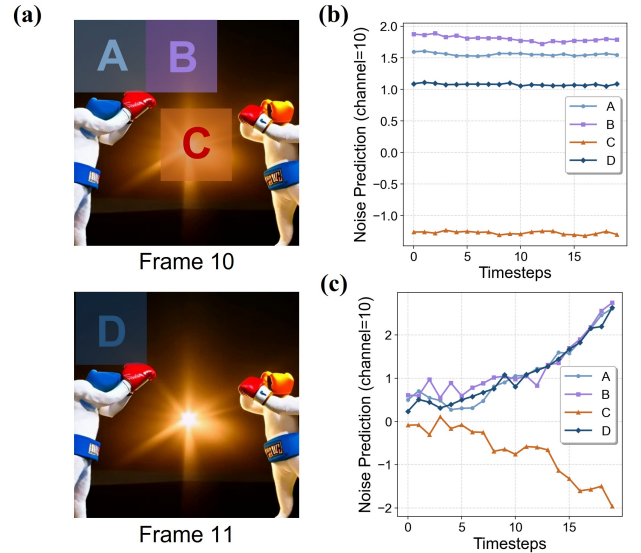 (a)
A B
C
Frame 10
D
Frame 11
(b)
Noise Prediction (channel=10)
2.0
1.5
1.0
0.5
0.0
−0.5
−1.0
A
B
C
D
0 5 10 15
Timesteps
(c)
Noise Prediction (channel=10)
2
1
0
−1
−2
A
B
C
D
0 5 10 15
Timesteps